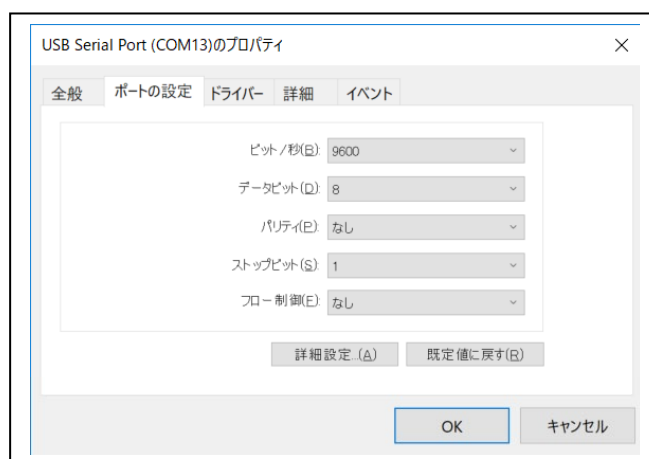 USB Serial Port (COM13)のプロパティ
全般 ポートの設定 ドライバー 詳細 イベント
ビット/秒(B): 9600
データビット(D): 8
パリティ(P): なし
ストップビット(S): 1
フロー制御(F): なし
詳細設定...(A) 既定値に戻す(R)
OK キャンセル